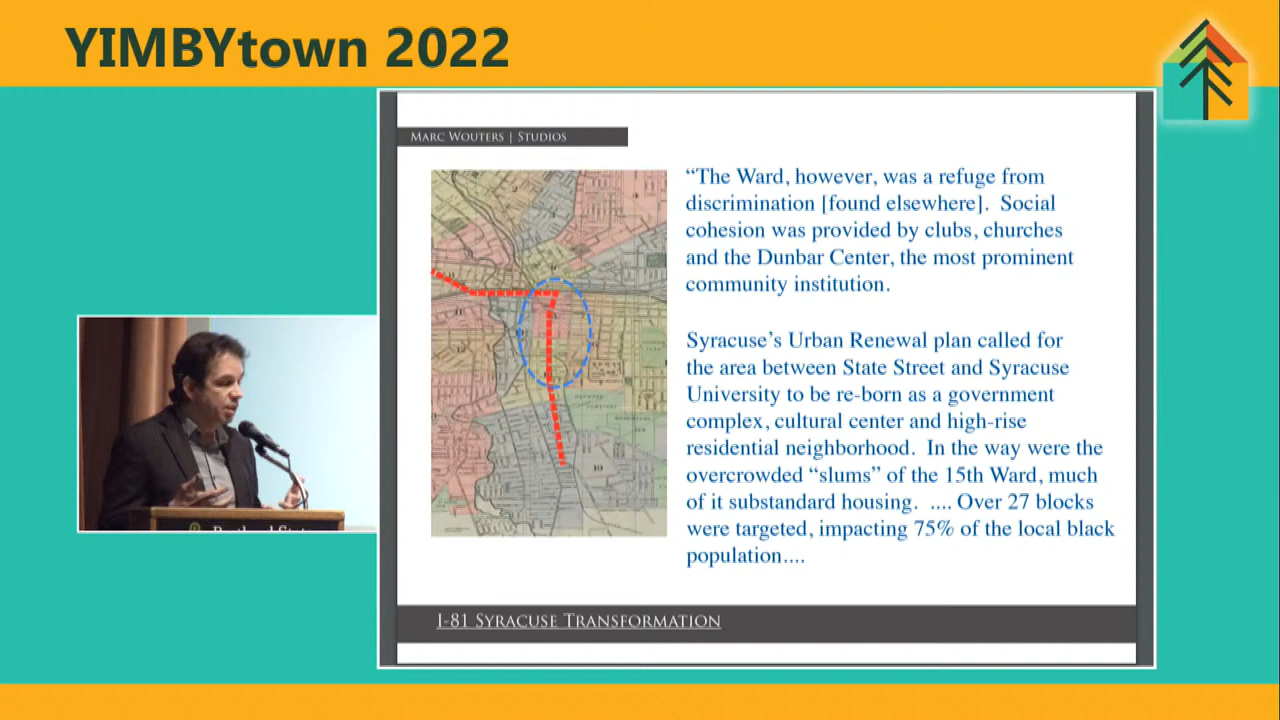 YIMBYtown 2022
MARC WOUTERS | STUDIOS
“The Ward, however, was a refuge from
discrimination [found elsewhere].  Social
cohesion was provided by clubs, churches
and the Dunbar Center, the most prominent
community institution.
Syracuse’s Urban Renewal plan called for
the area between State Street and Syracuse
University to be re-born as a government
complex, cultural center and high-rise
residential neighborhood.  In the way were the
overcrowded “slums” of the 15th Ward, much
of it substandard housing.  .... Over 27 blocks
were targeted, impacting 75% of the local black
population....
Portland State
I-81 SYRACUSE TRANSFORMATION